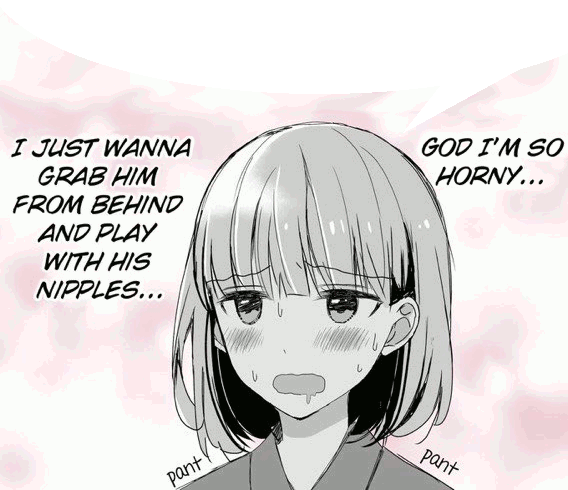 GOD I'M SO
HORNY...
I JUST WANNA
GRAB HIM
FROM BEHIND
AND PLAY
WITH HIS
NIPPLES...
pant
pant